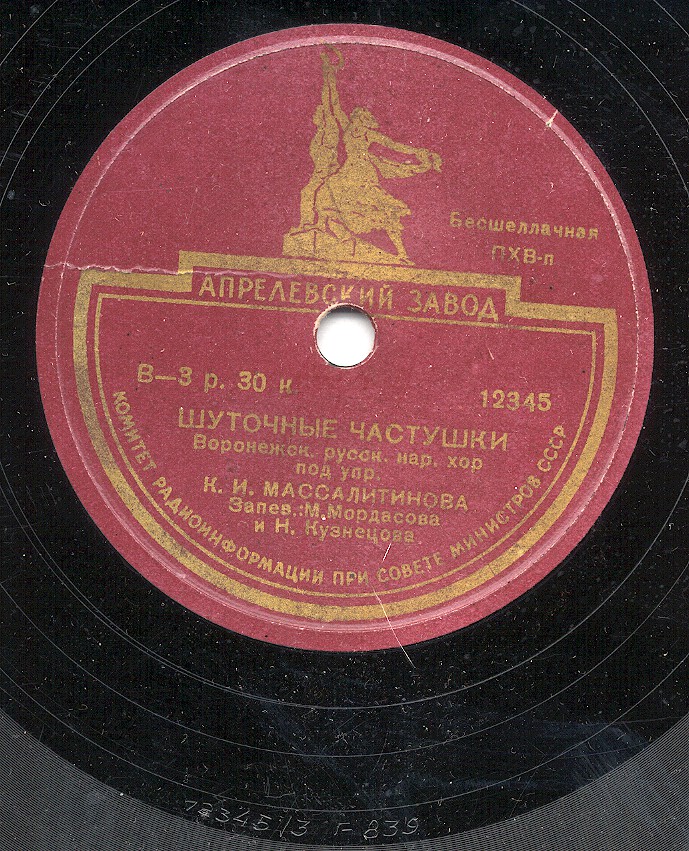 Бесшеллачная
ПХВ-п
АПРЕЛЕВСКИЙ ЗАВОД
В—3 р. 30 к
12345
ШУТОЧНЫЕ ЧАСТУШКИ
Воронежск. русск. нар. хор
под упр.
К. И. МАССАЛИТИНОВА
Запев.: М. Мордасова
и Н. Кузнецова
КОМИТЕТ РАДИОИНФОРМАЦИИ ПРИ СОВЕТЕ МИНИСТРОВ СССР
12345/3 г-839